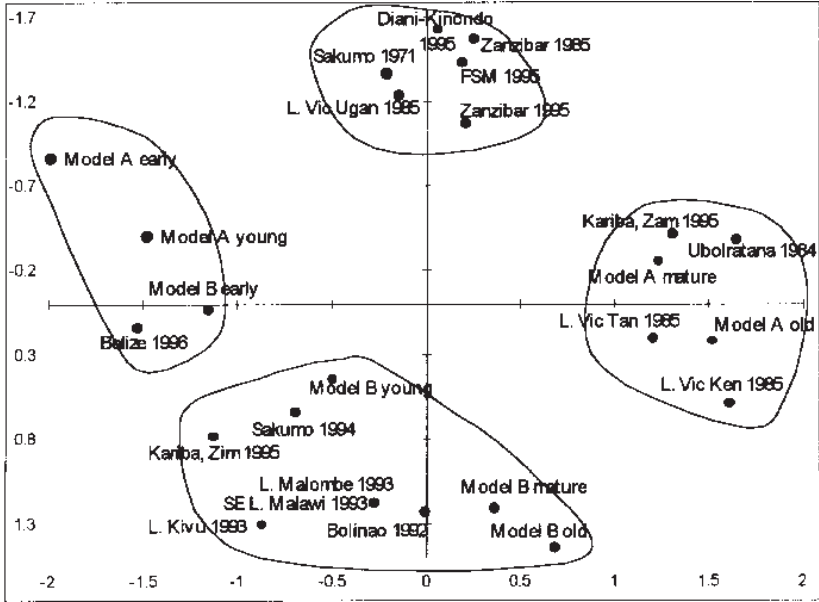 -1.7
Diani-Kinondo
1995
Zanzibar 1985
Sakumo 1971
FSM 1995
-1.2
L. Vic Ugan 1985
Zanzibar 1995
Model A early
-0.7
Kariba, Zam 1995
Model A young
Ubolratana 1984
-0.2
Model A mature
Model B early
L. Vic Tan 1985
Model A old
Belize 1996
0.3
Model B young
L. Vic Ken 1985
Sakumo 1994
0.8
Kariba, Zim 1995
L. Malombe 1993
Model B mature
SE L. Malawi 1993
1.3
L. Kivu 1993
Bolinao 1992
Model B old
-2 -1.5 -1 -0.5 0 0.5 1 1.5 2